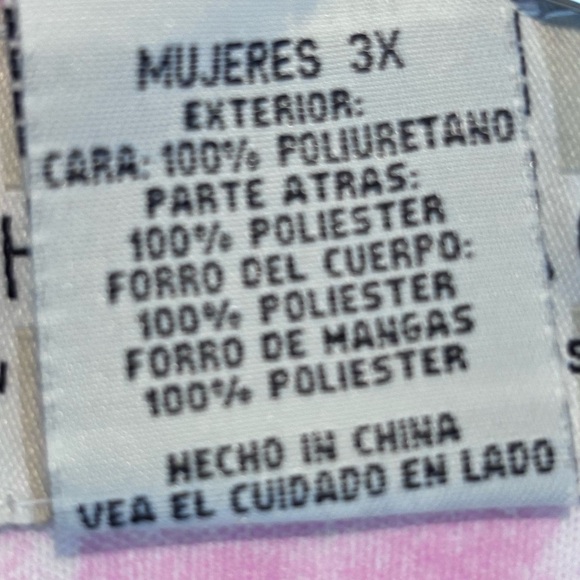 MUJERES 3X
EXTERIOR:
CARA: 100% POLIURETANO
PARTE ATRAS:
100% POLIESTER
FORRO DEL CUERPO:
100% POLIESTER
FORRO DE MANGAS
100% POLIESTER
HECHO IN CHINA
VEA EL CUIDADO EN LADO